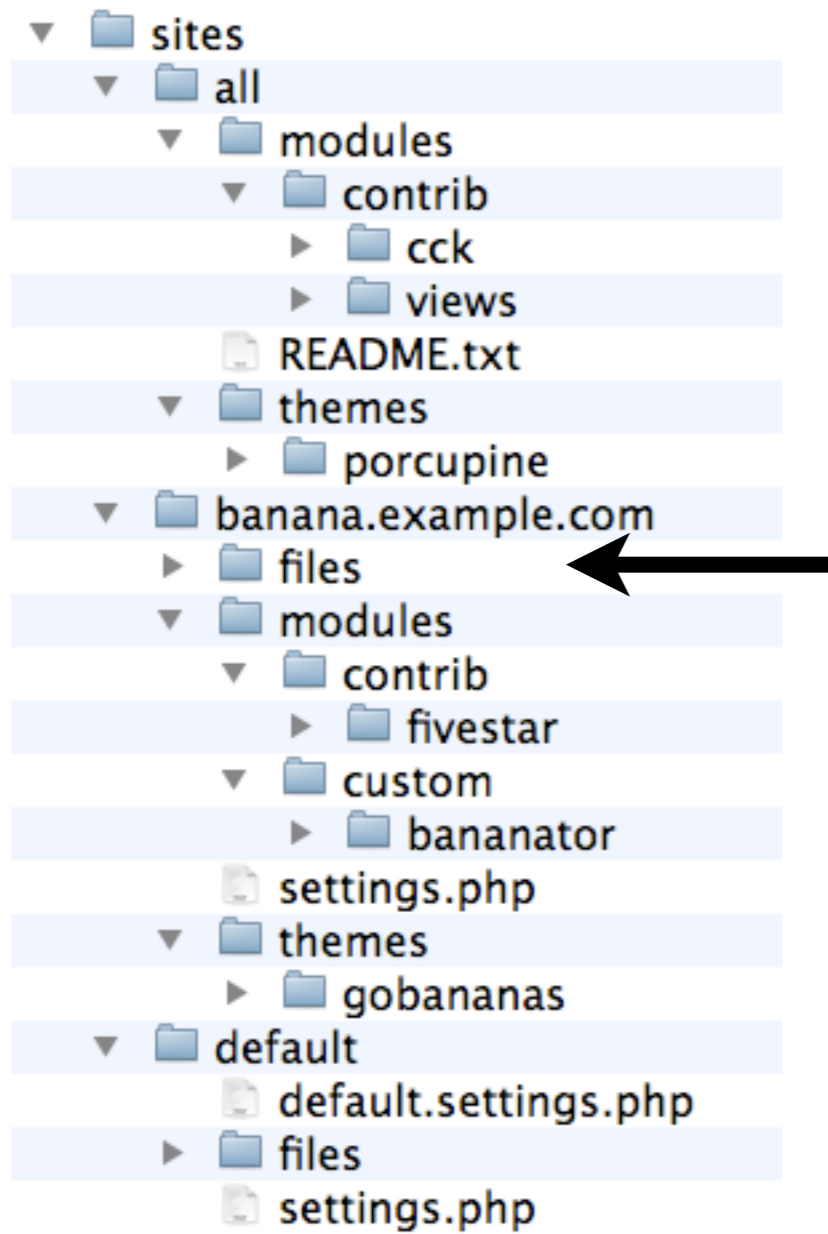 sites
all
modules
contrib
cck
views
README.txt
themes
porcupine
banana.example.com
files
modules
contrib
fivestar
custom
bananator
settings.php
themes
gobananas
default
default.settings.php
files
settings.php